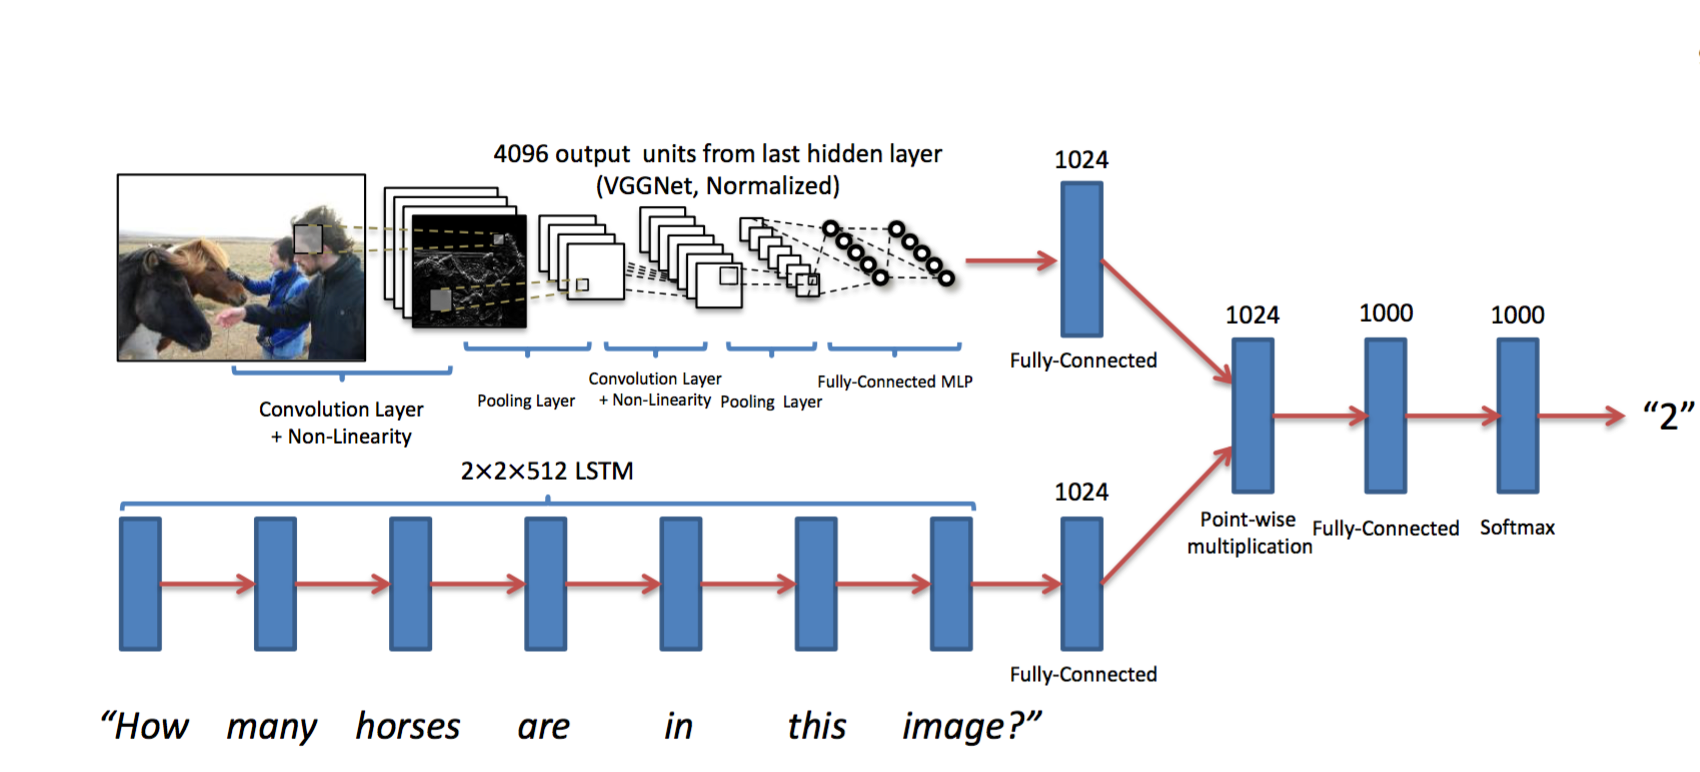 4096 output units from last hidden layer
(VGGNet, Normalized)
1024
Fully-Connected
Convolution Layer
+ Non-Linearity
Pooling Layer
Convolution Layer
+ Non-Linearity
Pooling Layer
Fully-Connected MLP
2×2×512 LSTM
1024
Fully-Connected
1024
Point-wise
multiplication
1000
Fully-Connected
1000
Softmax
“2”
“How many horses are in this image?”